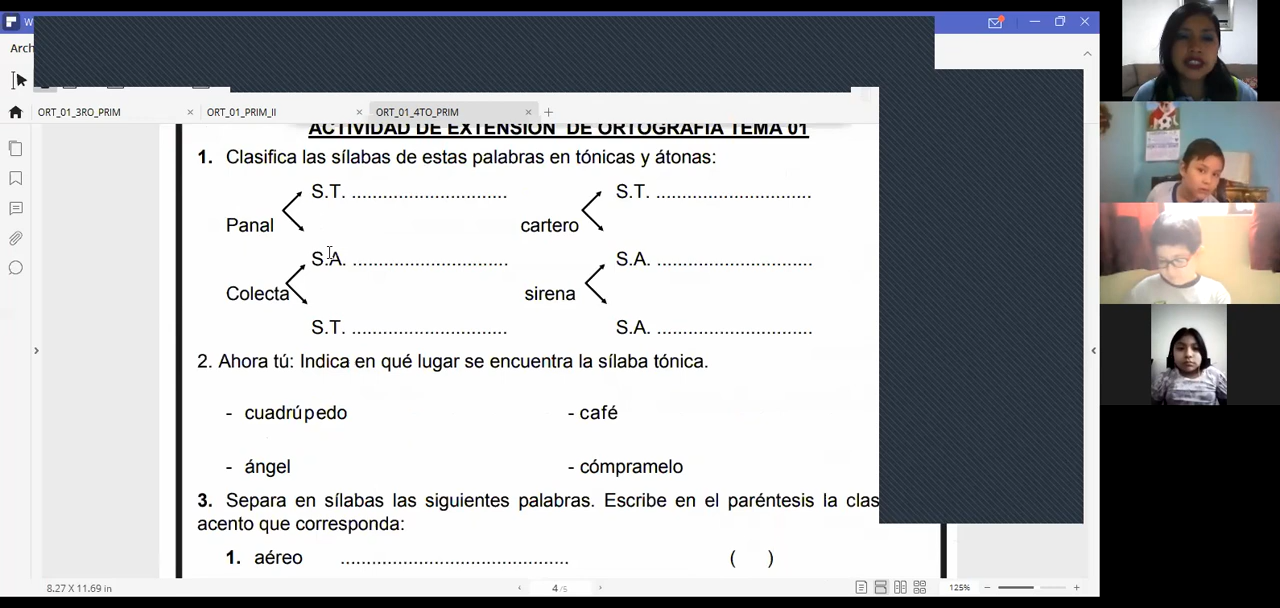 W
Arch
ORT_01_3RO_PRIM × ORT_01_PRIM_II × ORT_01_4TO_PRIM × +
ACTIVIDAD DE EXTENSIÓN DE ORTOGRAFÍA TEMA 01
1. Clasifica las sílabas de estas palabras en tónicas y átonas:
S.T. .............................. S.T. ..............................
Panal cartero
S.A. .............................. S.A. ..............................
Colecta sirena
S.T. .............................. S.A. ..............................
2. Ahora tú: Indica en qué lugar se encuentra la sílaba tónica.
- cuadrúpedo - café
- ángel - cómpramelo
3. Separa en sílabas las siguientes palabras. Escribe en el paréntesis la clas
acento que corresponda:
1. aéreo ............................................ ( )
8.27 x 11.69 in 4/5 125%